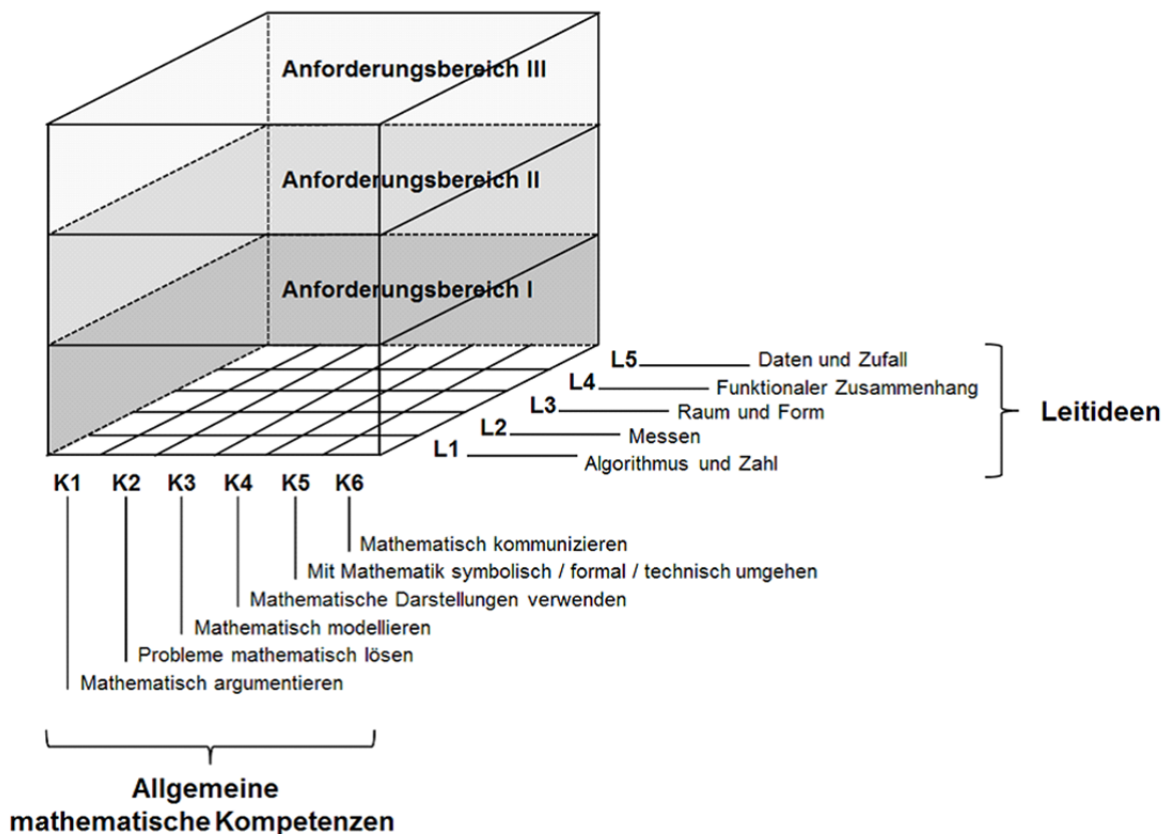 Anforderungsbereich III
Anforderungsbereich II
Anforderungsbereich I
L5 Daten und Zufall
L4 Funktionaler Zusammenhang
L3 Raum und Form
L2 Messen
L1 Algorithmus und Zahl
Leitideen
K1 K2 K3 K4 K5 K6
Mathematisch kommunizieren
Mit Mathematik symbolisch / formal / technisch umgehen
Mathematische Darstellungen verwenden
Mathematisch modellieren
Probleme mathematisch lösen
Mathematisch argumentieren
Allgemeine
mathematische Kompetenzen